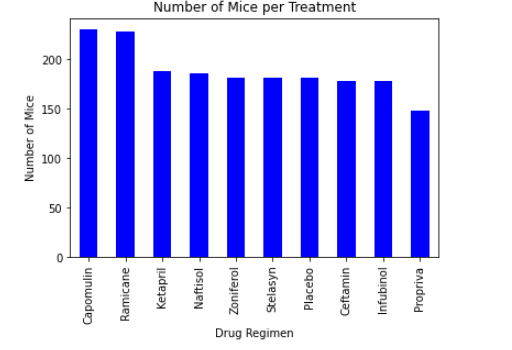 Number of Mice per Treatment
200
150
100
50
0
Number of Mice
Capomulin
Ramicane
Ketapril
Naftisol
Zoniferol
Stelasyn
Placebo
Ceftamin
Infubinol
Propriva
Drug Regimen